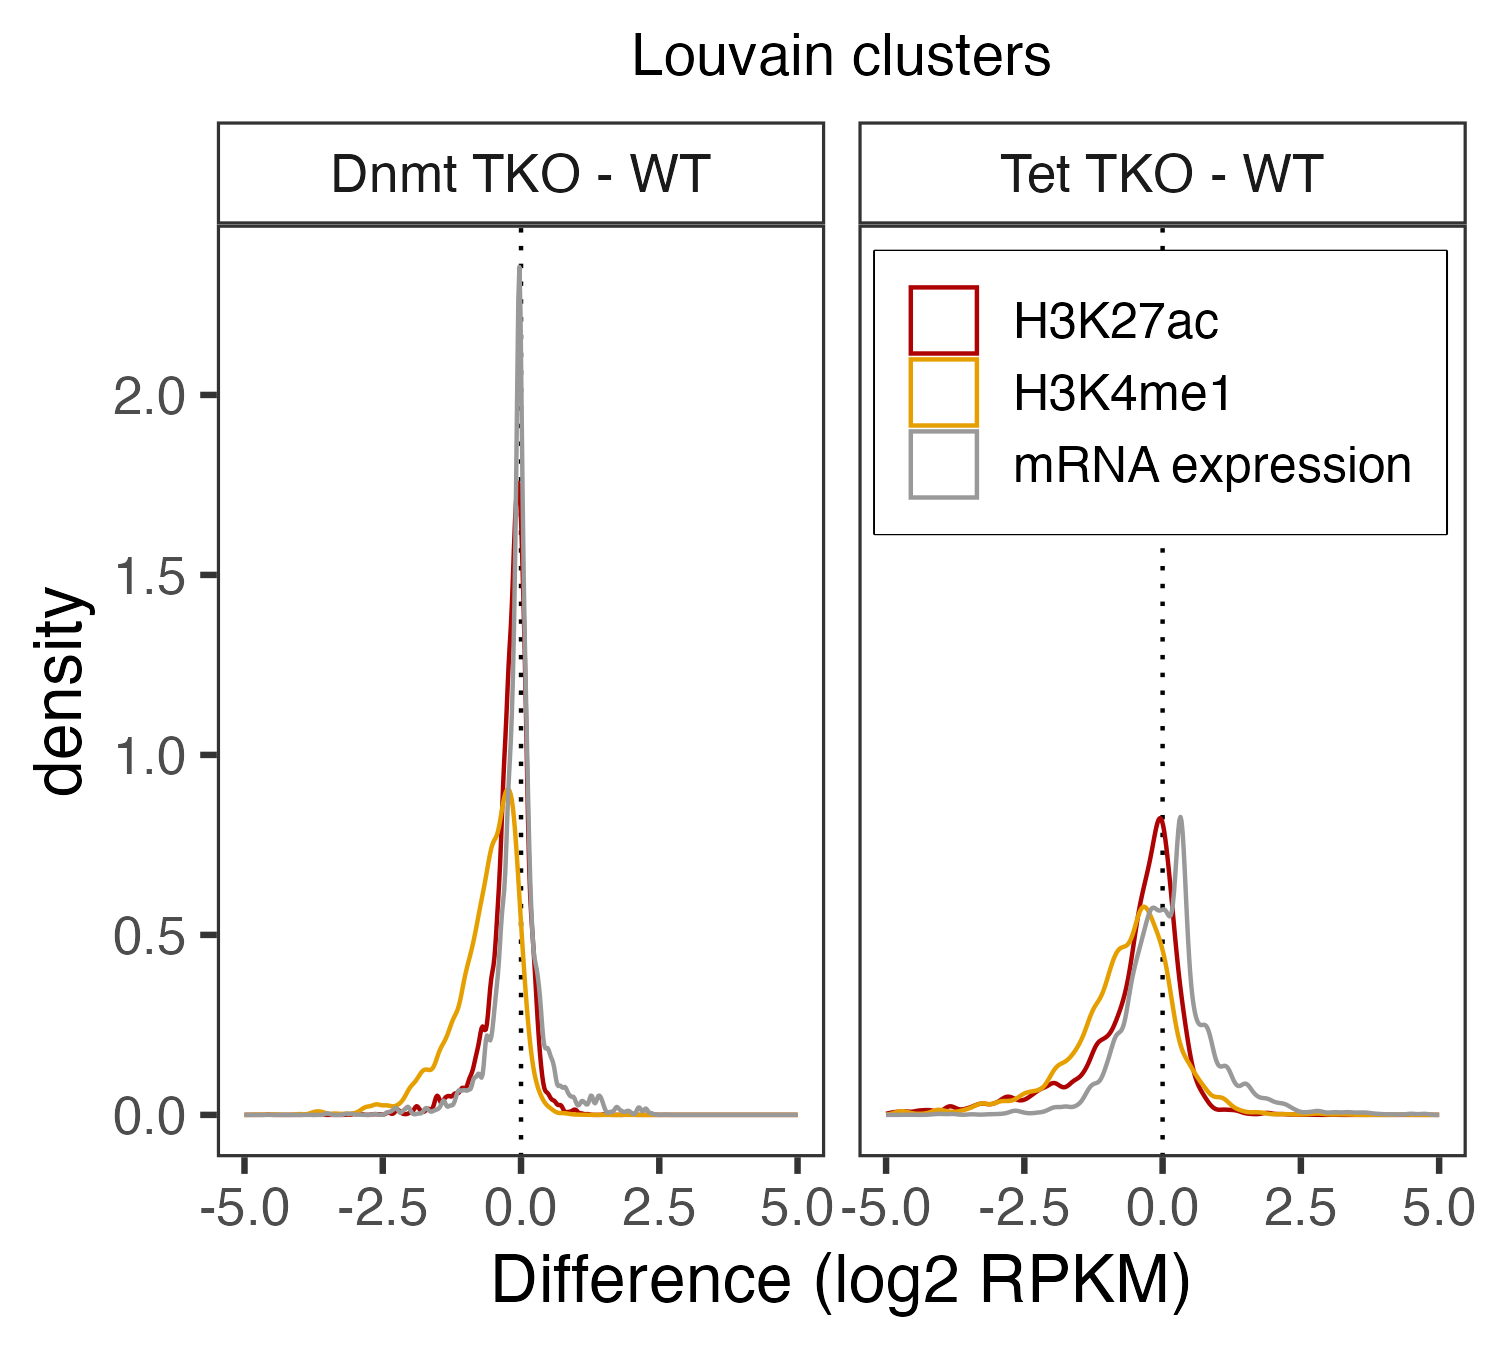 Louvain clusters
Dnmt TKO - WT
Tet TKO - WT
H3K27ac
H3K4me1
mRNA expression
density
2.0
1.5
1.0
0.5
0.0
-5.0 -2.5 0.0 2.5 5.0 -5.0 -2.5 0.0 2.5 5.0
Difference (log2 RPKM)